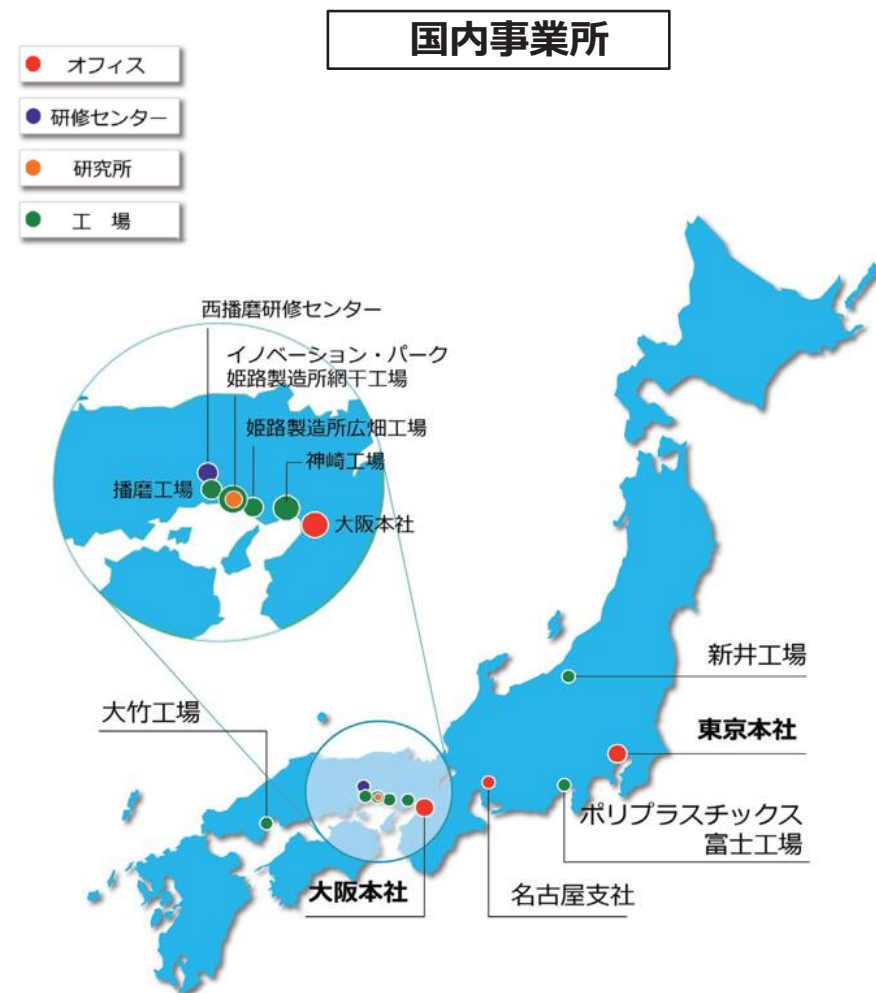 国内事業所
オフィス
研修センター
研究所
工　場
西播磨研修センター
イノベーション・パーク
姫路製造所網干工場
姫路製造所広畑工場
神崎工場
播磨工場
大阪本社
新井工場
大竹工場
東京本社
ポリプラスチックス
富士工場
大阪本社
名古屋支社